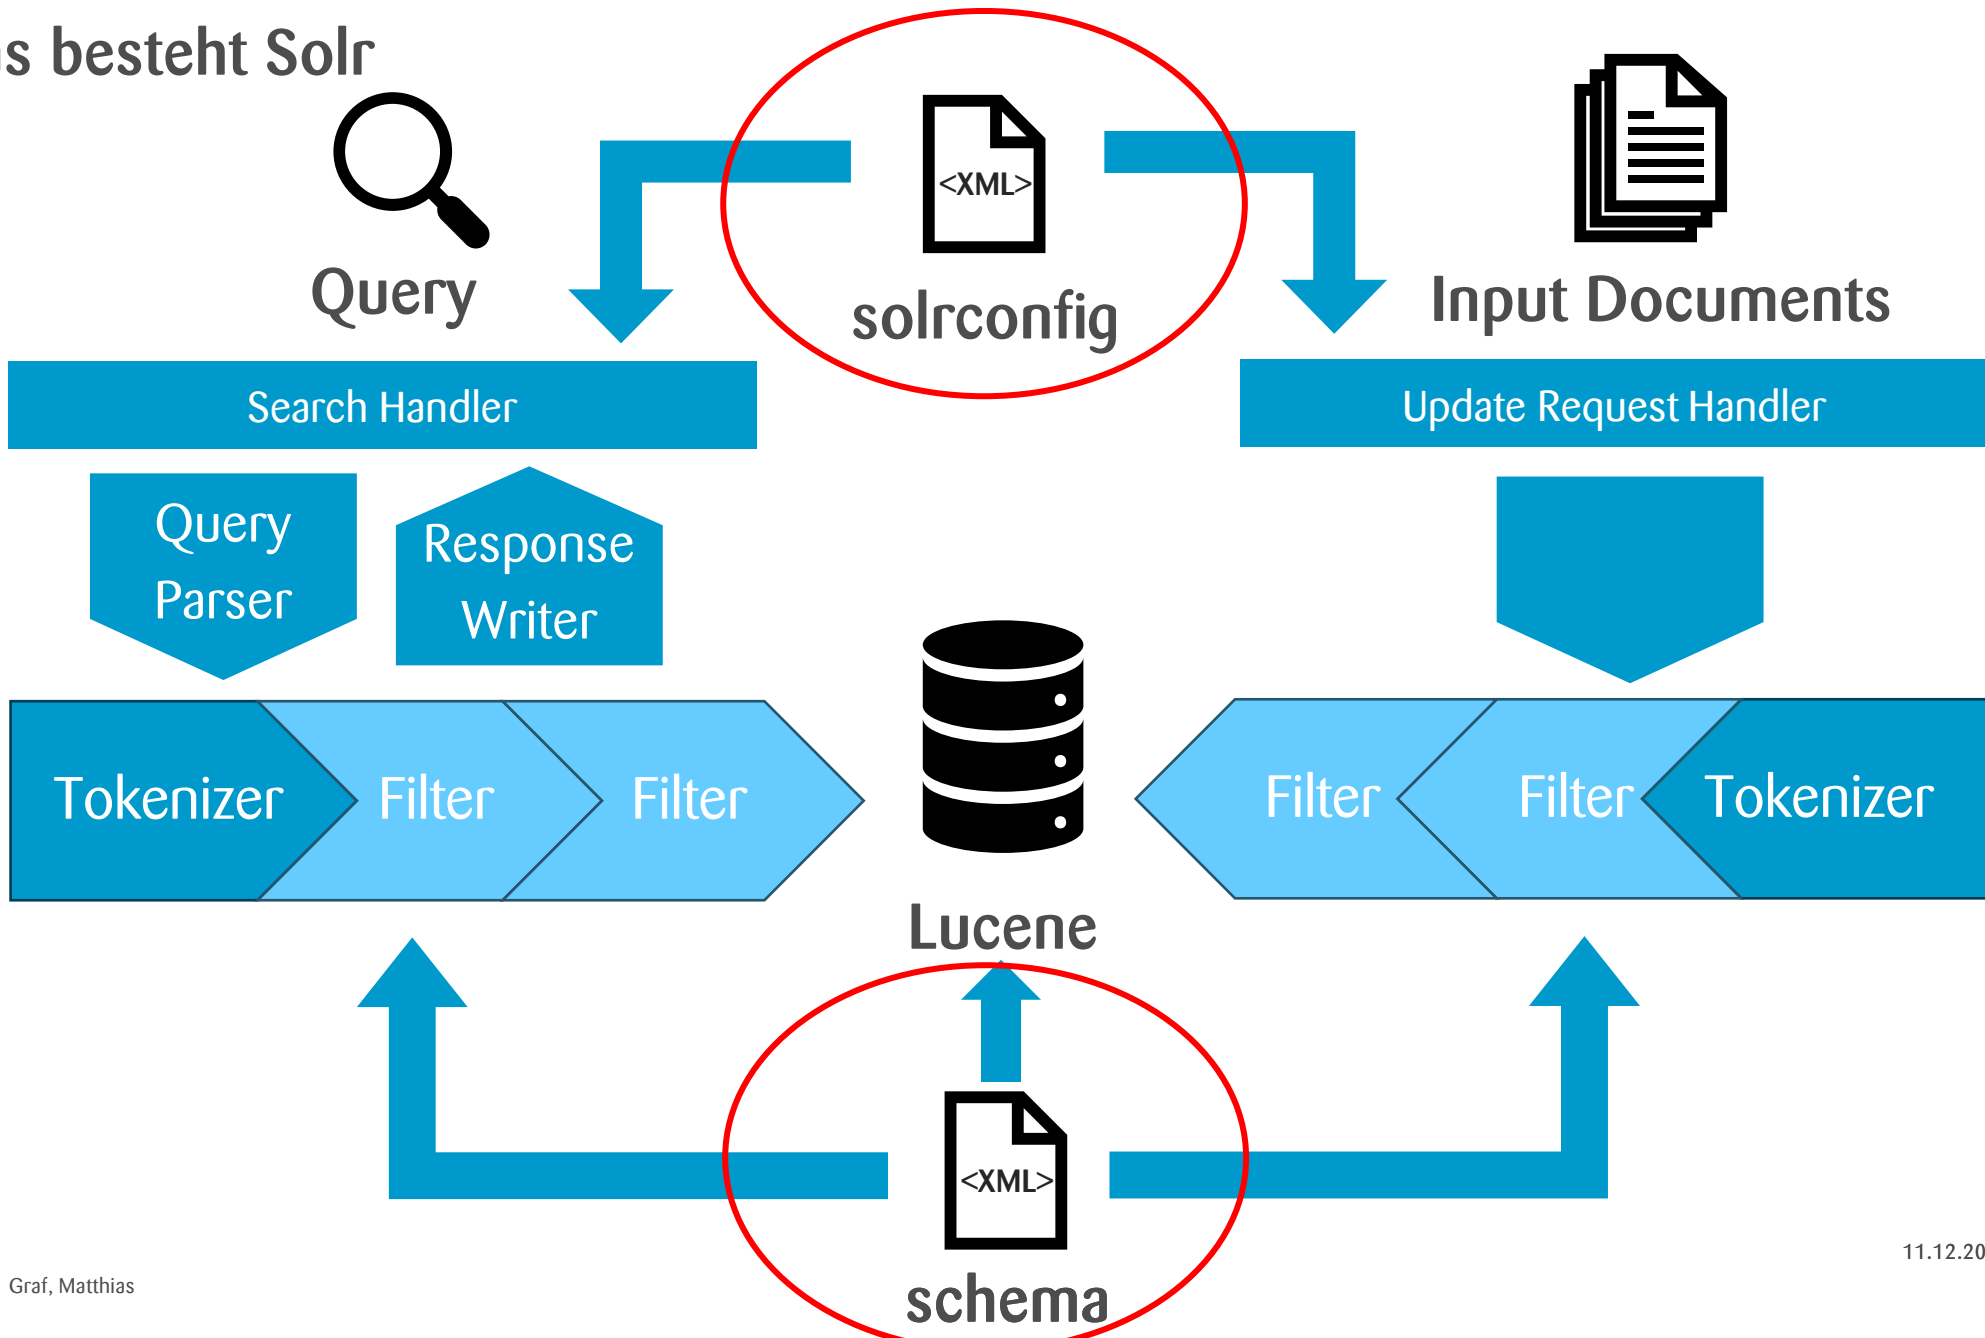 s besteht Solr
<XML>
Query
solrconfig
Input Documents
Search Handler
Update Request Handler
Query
Parser
Response
Writer
Tokenizer
Filter
Filter
Filter
Filter
Tokenizer
Lucene
<XML>
schema
11.12.20
Graf, Matthias